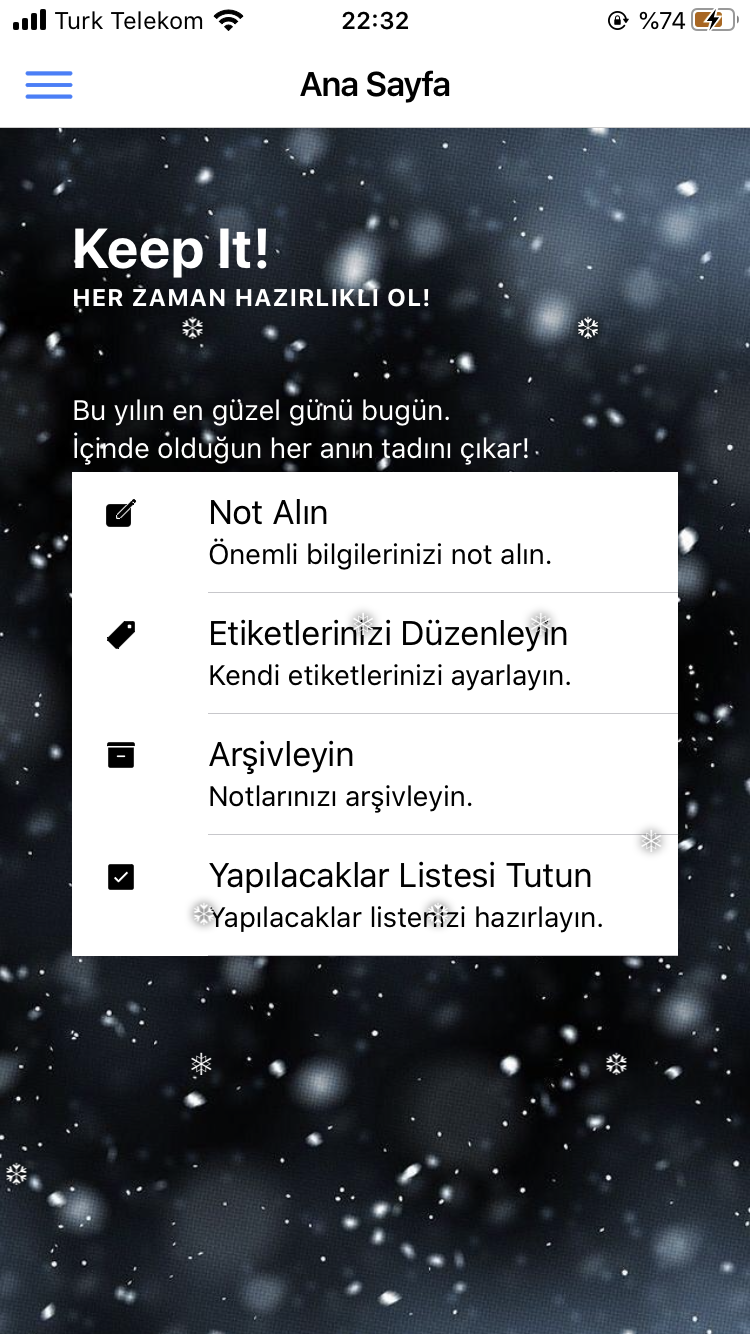 Turk Telekom 22:32 %74
Ana Sayfa
Keep It!
HER ZAMAN HAZIRLIKLI OL!
Bu yılın en güzel günü bugün.
İçinde olduğun her anın tadını çıkar!
Not Alın
Önemli bilgilerinizi not alın.
Etiketlerinizi Düzenleyin
Kendi etiketlerinizi ayarlayın.
Arşivleyin
Notlarınızı arşivleyin.
Yapılacaklar Listesi Tutun
Yapılacaklar listenizi hazırlayın.